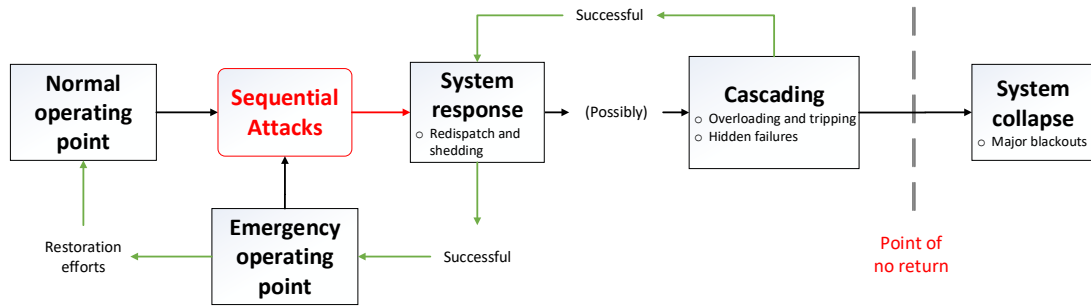 Successful
Normal
operating
point
Sequential
Attacks
System
response
o Redispatch and
shedding
(Possibly)
Cascading
o Overloading and tripping
o Hidden failures
System
collapse
o Major blackouts
Restoration
efforts
Emergency
operating
point
Successful
Point of
no return